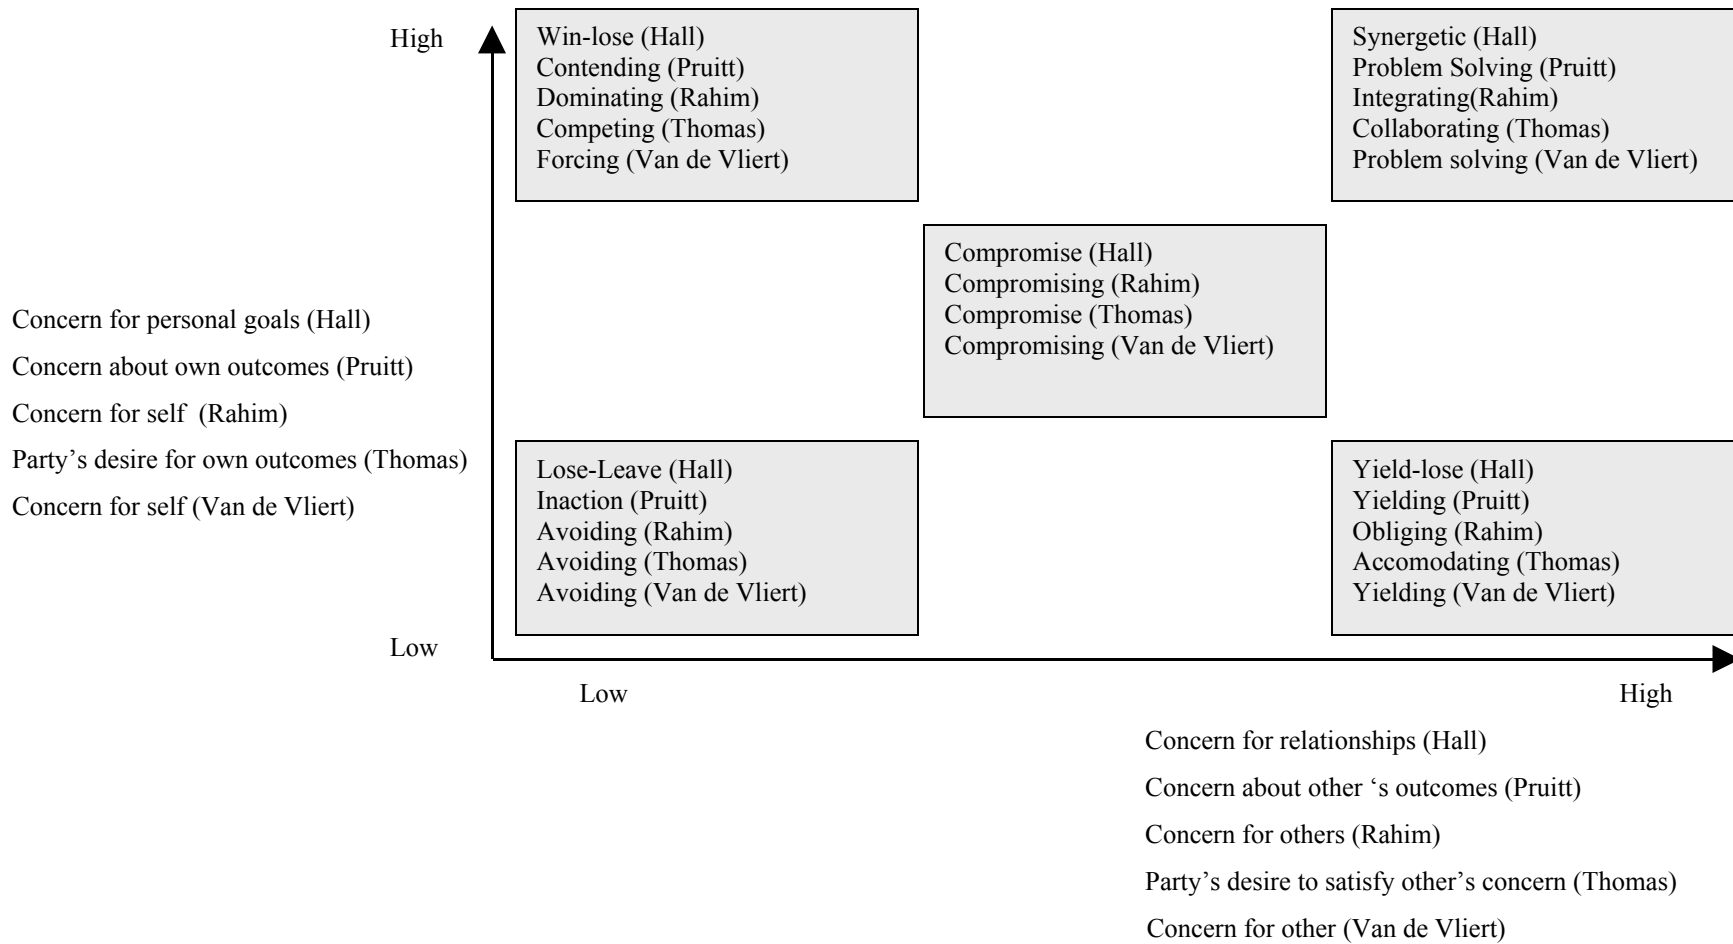 High
Win-lose (Hall)
Contending (Pruitt)
Dominating (Rahim)
Competing (Thomas)
Forcing (Van de Vliert)
Synergetic (Hall)
Problem Solving (Pruitt)
Integrating(Rahim)
Collaborating (Thomas)
Problem solving (Van de Vliert)
Compromise (Hall)
Compromising (Rahim)
Compromise (Thomas)
Compromising (Van de Vliert)
Concern for personal goals (Hall)
Concern about own outcomes (Pruitt)
Concern for self  (Rahim)
Party’s desire for own outcomes (Thomas)
Concern for self (Van de Vliert)
Lose-Leave (Hall)
Inaction (Pruitt)
Avoiding (Rahim)
Avoiding (Thomas)
Avoiding (Van de Vliert)
Yield-lose (Hall)
Yielding (Pruitt)
Obliging (Rahim)
Accomodating (Thomas)
Yielding (Van de Vliert)
Low
Low
High
Concern for relationships (Hall)
Concern about other ‘s outcomes (Pruitt)
Concern for others (Rahim)
Party’s desire to satisfy other’s concern (Thomas)
Concern for other (Van de Vliert)